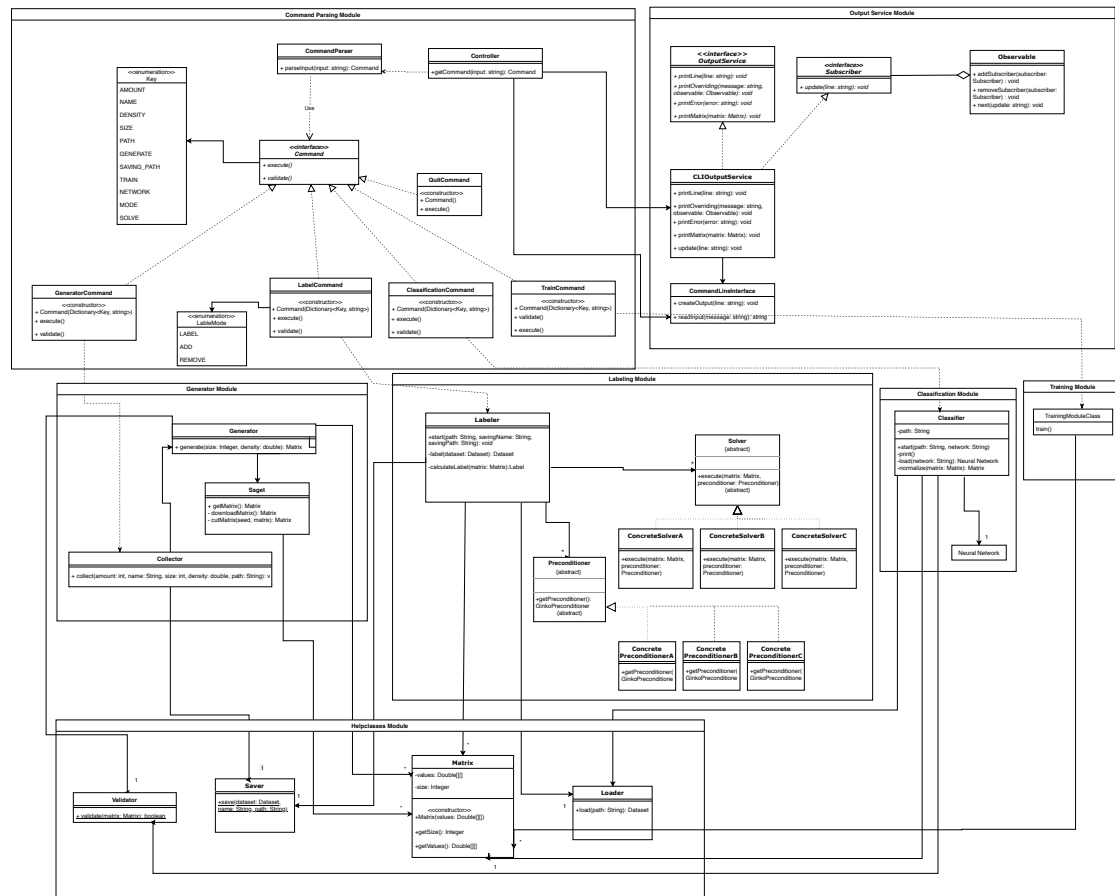 Command Parsing Module
CommandParser
+ parseInput(input: string): Command
Controller
+getCommand(input: string): Command
<<enumeration>>
Key
AMOUNT
NAME
DENSITY
SIZE
PATH
GENERATE
SAVING_PATH
TRAIN
NETWORK
MODE
SOLVE
Use
<<interface>>
Command
+ execute()
+ validate()
QuitCommand
<<constructor>>
+ Command()
+ execute()
GeneratorCommand
<<constructor>>
+ Command(Dictionary<Key, string>)
+ execute()
+ validate()
<<enumeration>>
LableMode
LABEL
ADD
REMOVE
LabelCommand
<<constructor>>
+ Command(Dictionary<Key, string>)
+ execute()
+ validate()
ClassificationCommand
<<constructor>>
+ Command(Dictionary<Key, string>)
+ execute()
+ validate()
TrainCommand
<<constructor>>
+ Command(Dictionary<Key, string>)
+ validate()
+ execute()
Output Service Module
<<interface>>
OutputService
+ printLine(line: string): void
+ printOverriding(message: string,
observable: Observable): void
+ printError(error: string): void
+ printMatrix(matrix: Matrix): void
<<interface>>
Subscriber
+ update(line: string): void
Observable
+ addSubscriber(subscriber:
Subscriber) : void
+ removeSubscriber(subscriber:
Subscriber) : void
+ next(update: string): void
CLIOutputService
+ printLine(line: string): void
+ printOverriding(message: string,
observable: Observable): void
+ printError(error: string): void
+ printMatrix(matrix: Matrix): void
+ update(line: string): void
CommandLineInterface
+ createOutput(line: string): void
+ readInput(message: string): string
Generator Module
Generator
+ generate(size: Integer, density: double): Matrix
Ssget
+ getMatrix(): Matrix
- downloadMatrix(): Matrix
- cutMatrix(seed, matrix): Matrix
Collector
+ collect(amount: int, name: String, size: int, density: double, path: String): v
Labeling Module
Labeler
+start(path: String, savingName: String,
savingPath: String): void
-label(dataset: Dataset): Dataset
-calculateLabel(matrix: Matrix):Label
Solver
{abstract}
+execute(matrix: Matrix,
preconditioner: Preconditioner)
{abstract}
*
ConcreteSolverA
+execute(matrix: Matrix,
preconditioner:
Preconditioner)
ConcreteSolverB
+execute(matrix: Matrix,
preconditioner:
Preconditioner)
ConcreteSolverC
+execute(matrix: Matrix,
preconditioner:
Preconditioner)
*
Preconditioner
{abstract}
+getPreconditioner():
GinkoPreconditioner
{abstract}
Concrete
PreconditionerA
+getPreconditioner(
GinkoPreconditione
Concrete
PreconditionerB
+getPreconditioner(
GinkoPreconditione
Concrete
PreconditionerC
+getPreconditioner(
GinkoPreconditione
Classification Module
Classifier
-path: String
+start(path: String, network: String)
-print()
-load(network: String): Neural Network
-normalize(matrix: Matrix): Matrix
1
Neural Network
Training Module
TrainingModuleClass
train()
Helpclasses Module
1
Validator
+ validate(matrix: Matrix): boolean
1
Saver
+save(dataset: Dataset,
name: String, path: String),
1
*
*
*
Matrix
-values: Double[][]
-size: Integer
<<constructor>>
+Matrix(values: Double[][])
+getSize(): Integer
+getValues(): Double[][]
*
1
1
Loader
+load(path: String): Dataset